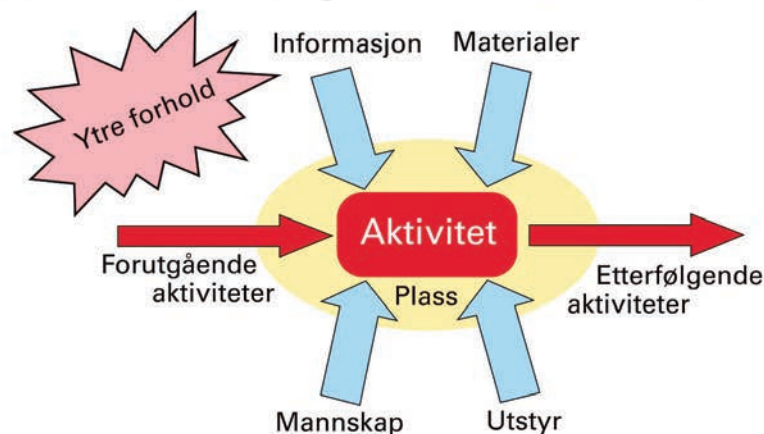 Informasjon
Materialer
Ytre forhold
Aktivitet
Forutgående
aktiviteter
Plass
Etterfølgende
aktiviteter
Mannskap
Utstyr